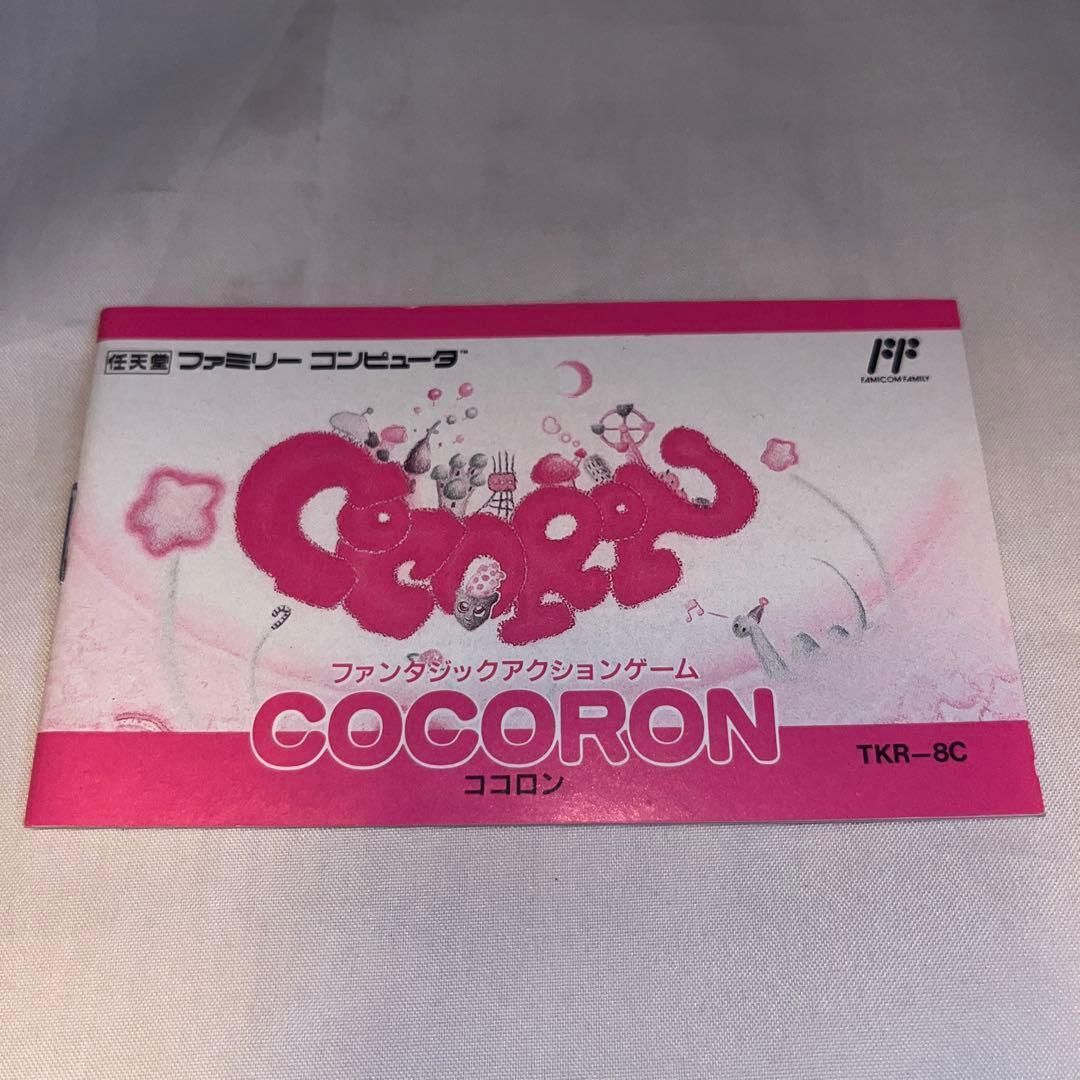 任天堂 ファミリー コンピュータ™
FAMICOM FAMILY
COCORON
ファンタジックアクションゲーム
COCORON
ココロン
TKR-8C